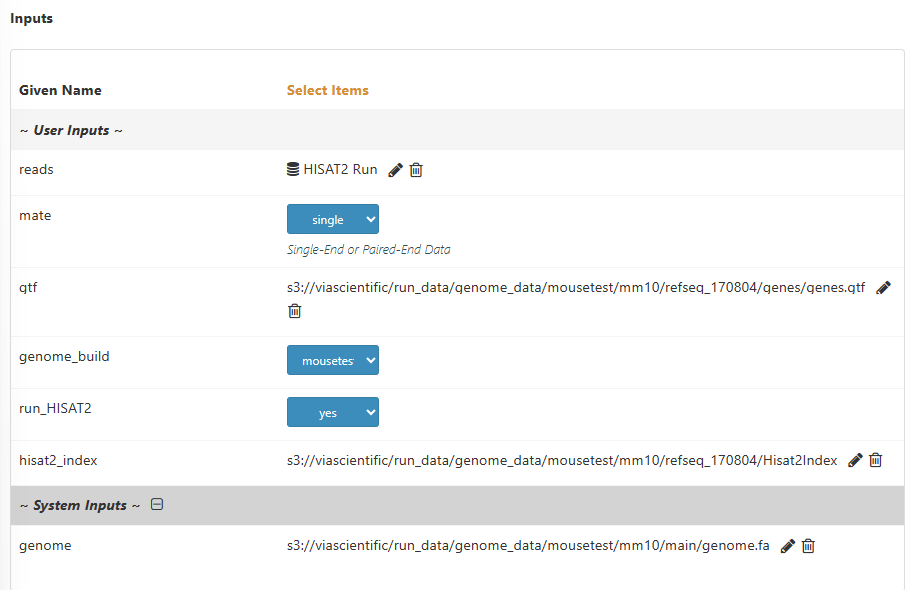 Inputs
Given Name Select Items
~ User Inputs ~
reads HISAT2 Run
mate single
Single-End or Paired-End Data
gtf s3://viascientific/run_data/genome_data/mousetest/mm10/refseq_170804/genes/genes.gtf
genome_build mousetes
run_HISAT2 yes
hisat2_index s3://viascientific/run_data/genome_data/mousetest/mm10/refseq_170804/Hisat2Index
~ System Inputs ~
genome s3://viascientific/run_data/genome_data/mousetest/mm10/main/genome.fa